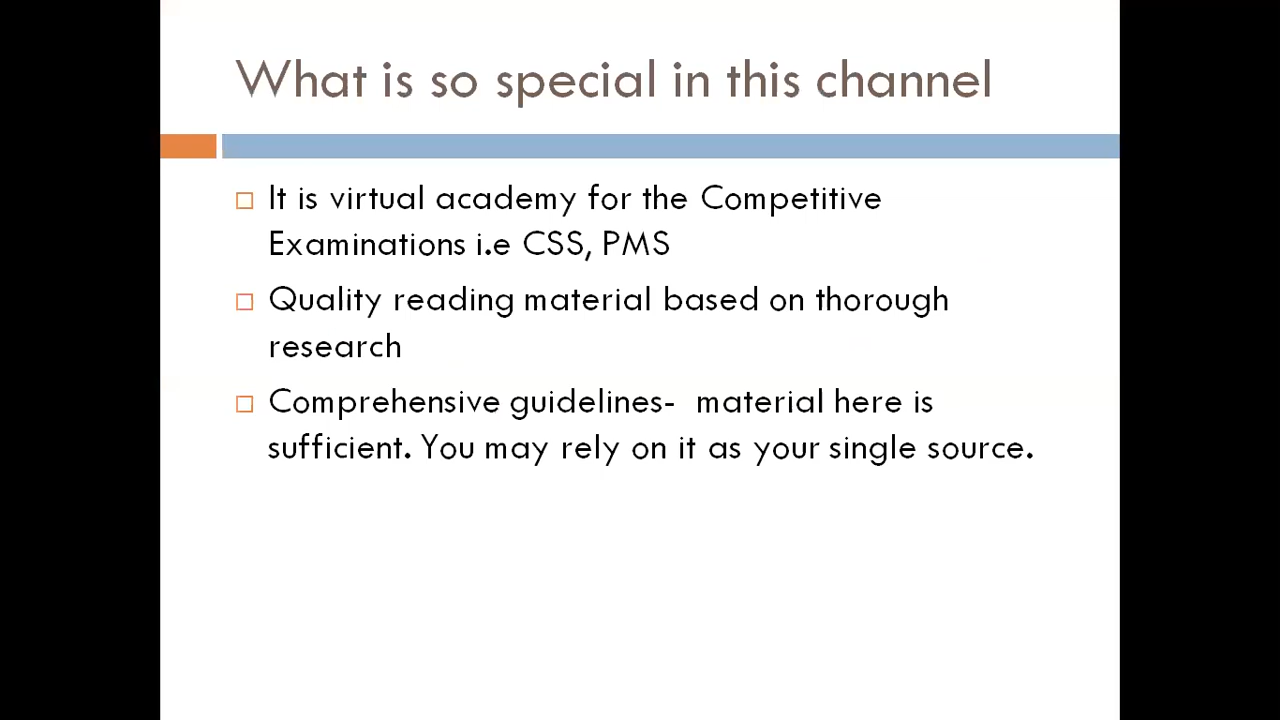 What is so special in this channel
It is virtual academy for the Competitive
Examinations i.e CSS, PMS
Quality reading material based on thorough
research
Comprehensive guidelines-  material here is
sufficient. You may rely on it as your single source.